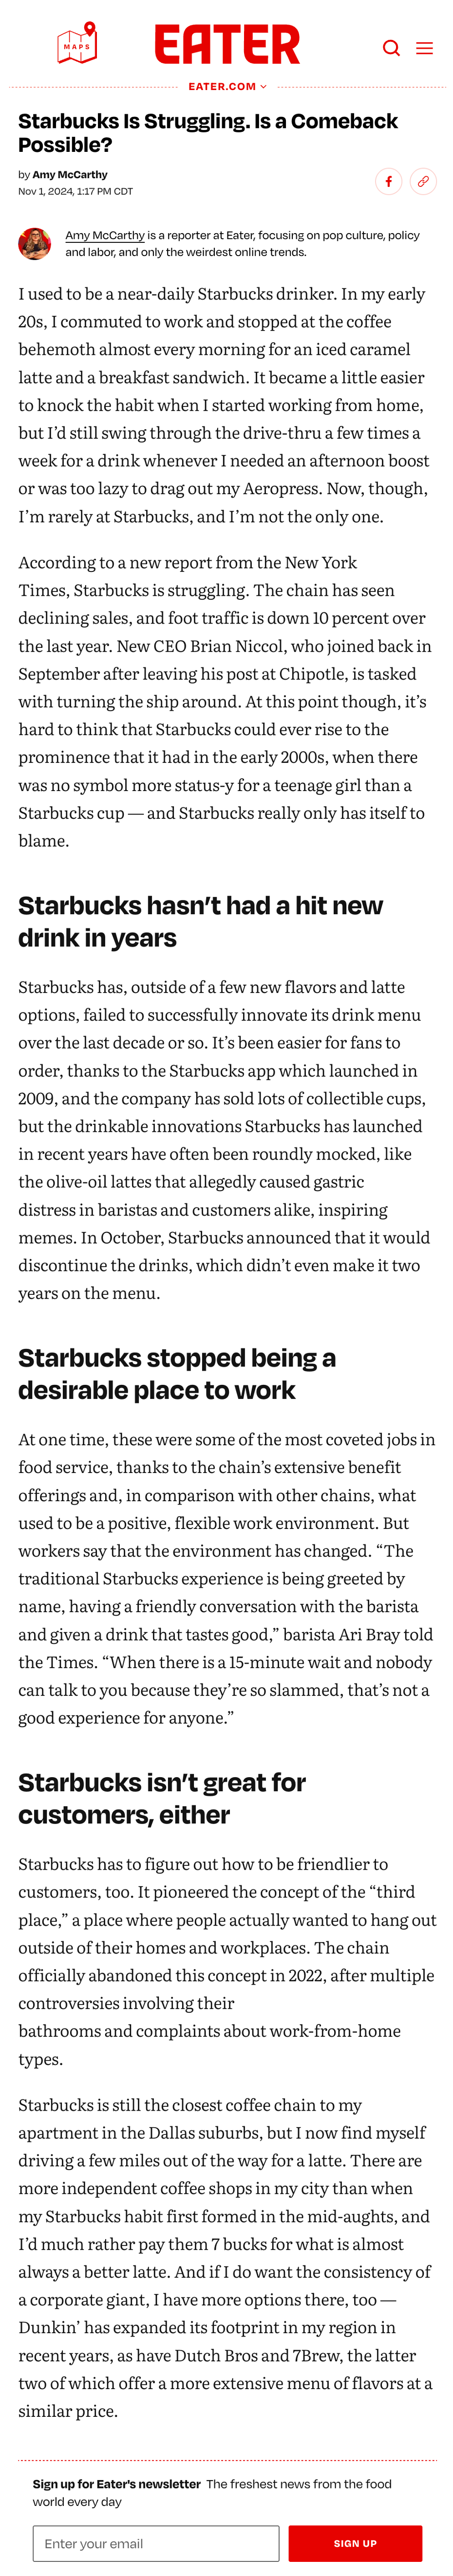 MAPS
EATER
EATER.COM
Starbucks Is Struggling. Is a Comeback
Possible?
by Amy McCarthy
Nov 1, 2024, 1:17 PM CDT
Amy McCarthy is a reporter at Eater, focusing on pop culture, policy
and labor, and only the weirdest online trends.
I used to be a near-daily Starbucks drinker. In my early
20s, I commuted to work and stopped at the coffee
behemoth almost every morning for an iced caramel
latte and a breakfast sandwich. It became a little easier
to knock the habit when I started working from home,
but I’d still swing through the drive-thru a few times a
week for a drink whenever I needed an afternoon boost
or was too lazy to drag out my Aeropress. Now, though,
I’m rarely at Starbucks, and I’m not the only one.
According to a new report from the New York
Times, Starbucks is struggling. The chain has seen
declining sales, and foot traffic is down 10 percent over
the last year. New CEO Brian Niccol, who joined back in
September after leaving his post at Chipotle, is tasked
with turning the ship around. At this point though, it’s
hard to think that Starbucks could ever rise to the
prominence that it had in the early 2000s, when there
was no symbol more status-y for a teenage girl than a
Starbucks cup — and Starbucks really only has itself to
blame.
Starbucks hasn’t had a hit new
drink in years
Starbucks has, outside of a few new flavors and latte
options, failed to successfully innovate its drink menu
over the last decade or so. It’s been easier for fans to
order, thanks to the Starbucks app which launched in
2009, and the company has sold lots of collectible cups,
but the drinkable innovations Starbucks has launched
in recent years have often been roundly mocked, like
the olive-oil lattes that allegedly caused gastric
distress in baristas and customers alike, inspiring
memes. In October, Starbucks announced that it would
discontinue the drinks, which didn’t even make it two
years on the menu.
Starbucks stopped being a
desirable place to work
At one time, these were some of the most coveted jobs in
food service, thanks to the chain’s extensive benefit
offerings and, in comparison with other chains, what
used to be a positive, flexible work environment. But
workers say that the environment has changed. “The
traditional Starbucks experience is being greeted by
name, having a friendly conversation with the barista
and given a drink that tastes good,” barista Ari Bray told
the Times. “When there is a 15-minute wait and nobody
can talk to you because they’re so slammed, that’s not a
good experience for anyone.”
Starbucks isn’t great for
customers, either
Starbucks has to figure out how to be friendlier to
customers, too. It pioneered the concept of the “third
place,” a place where people actually wanted to hang out
outside of their homes and workplaces. The chain
officially abandoned this concept in 2022, after multiple
controversies involving their
bathrooms and complaints about work-from-home
types.
Starbucks is still the closest coffee chain to my
apartment in the Dallas suburbs, but I now find myself
driving a few miles out of the way for a latte. There are
more independent coffee shops in my city than when
my Starbucks habit first formed in the mid-aughts, and
I’d much rather pay them 7 bucks for what is almost
always a better latte. And if I do want the consistency of
a corporate giant, I have more options there, too —
Dunkin’ has expanded its footprint in my region in
recent years, as have Dutch Bros and 7Brew, the latter
two of which offer a more extensive menu of flavors at a
similar price.
Sign up for Eater's newsletter The freshest news from the food
world every day
Enter your email
SIGN UP